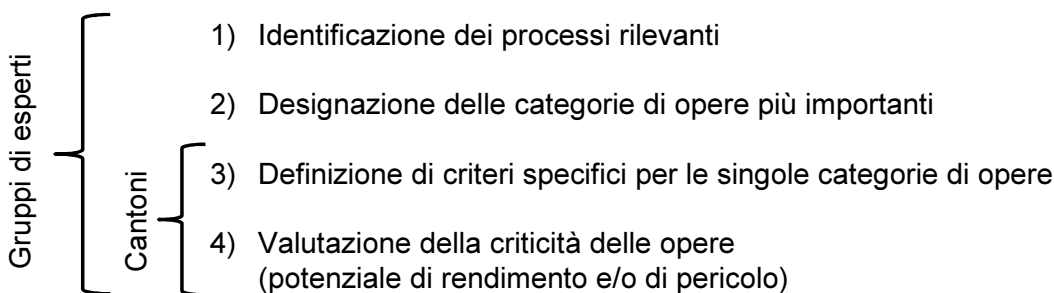 Gruppi di esperti
Cantoni
1) Identificazione dei processi rilevanti
2) Designazione delle categorie di opere più importanti
3) Definizione di criteri specifici per le singole categorie di opere
4) Valutazione della criticità delle opere
(potenziale di rendimento e/o di pericolo)